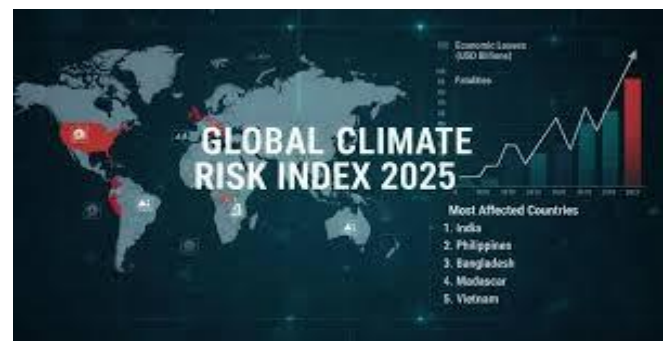 Economic Losses
(USD Billions)
Fatalities
GLOBAL CLIMATE
RISK INDEX 2025
Most Affected Countries
1. India
2. Philippines
3. Bangladesh
4. Madascar
5. Vietnam